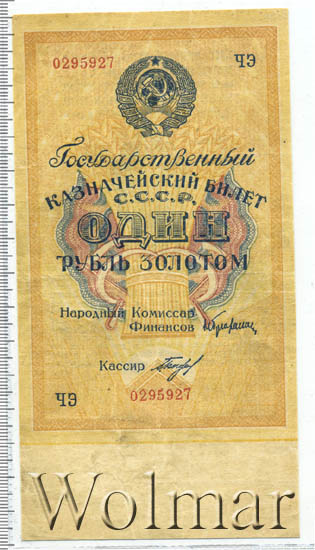 0295927 ЧЭ
Государственный
КАЗНАЧЕЙСКИЙ БИЛЕТ
С.С.С.Р.
ОДИН
РУБЛЬ ЗОЛОТОМ
Народный Комиссар
Финансов
Кассир
ЧЭ 0295927
Wolmar